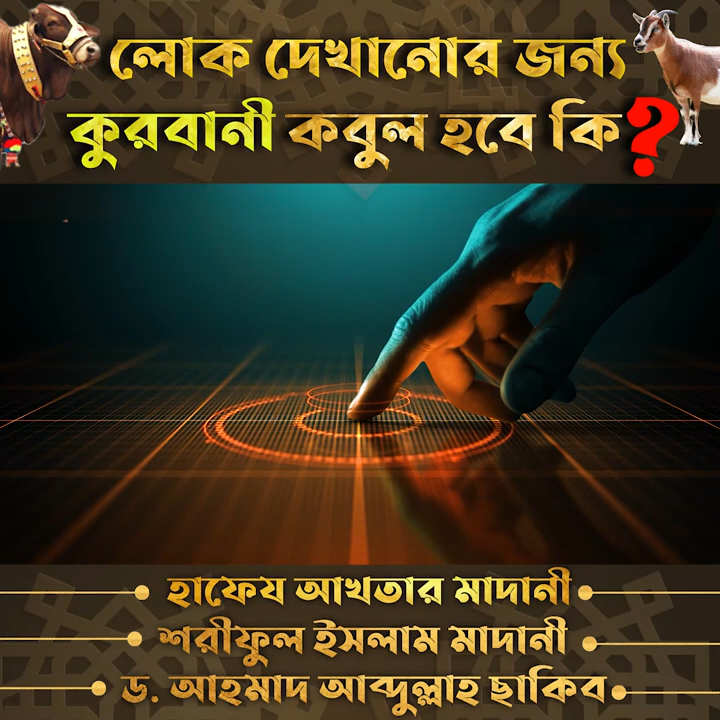 লোক দেখানোর জন্য
কুরবানী কবুল হবে কি?
হাফেয আখতার মাদানী
শরীফুল ইসলাম মাদানী
ড. আহমাদ আব্দুল্লাহ ছাকিব